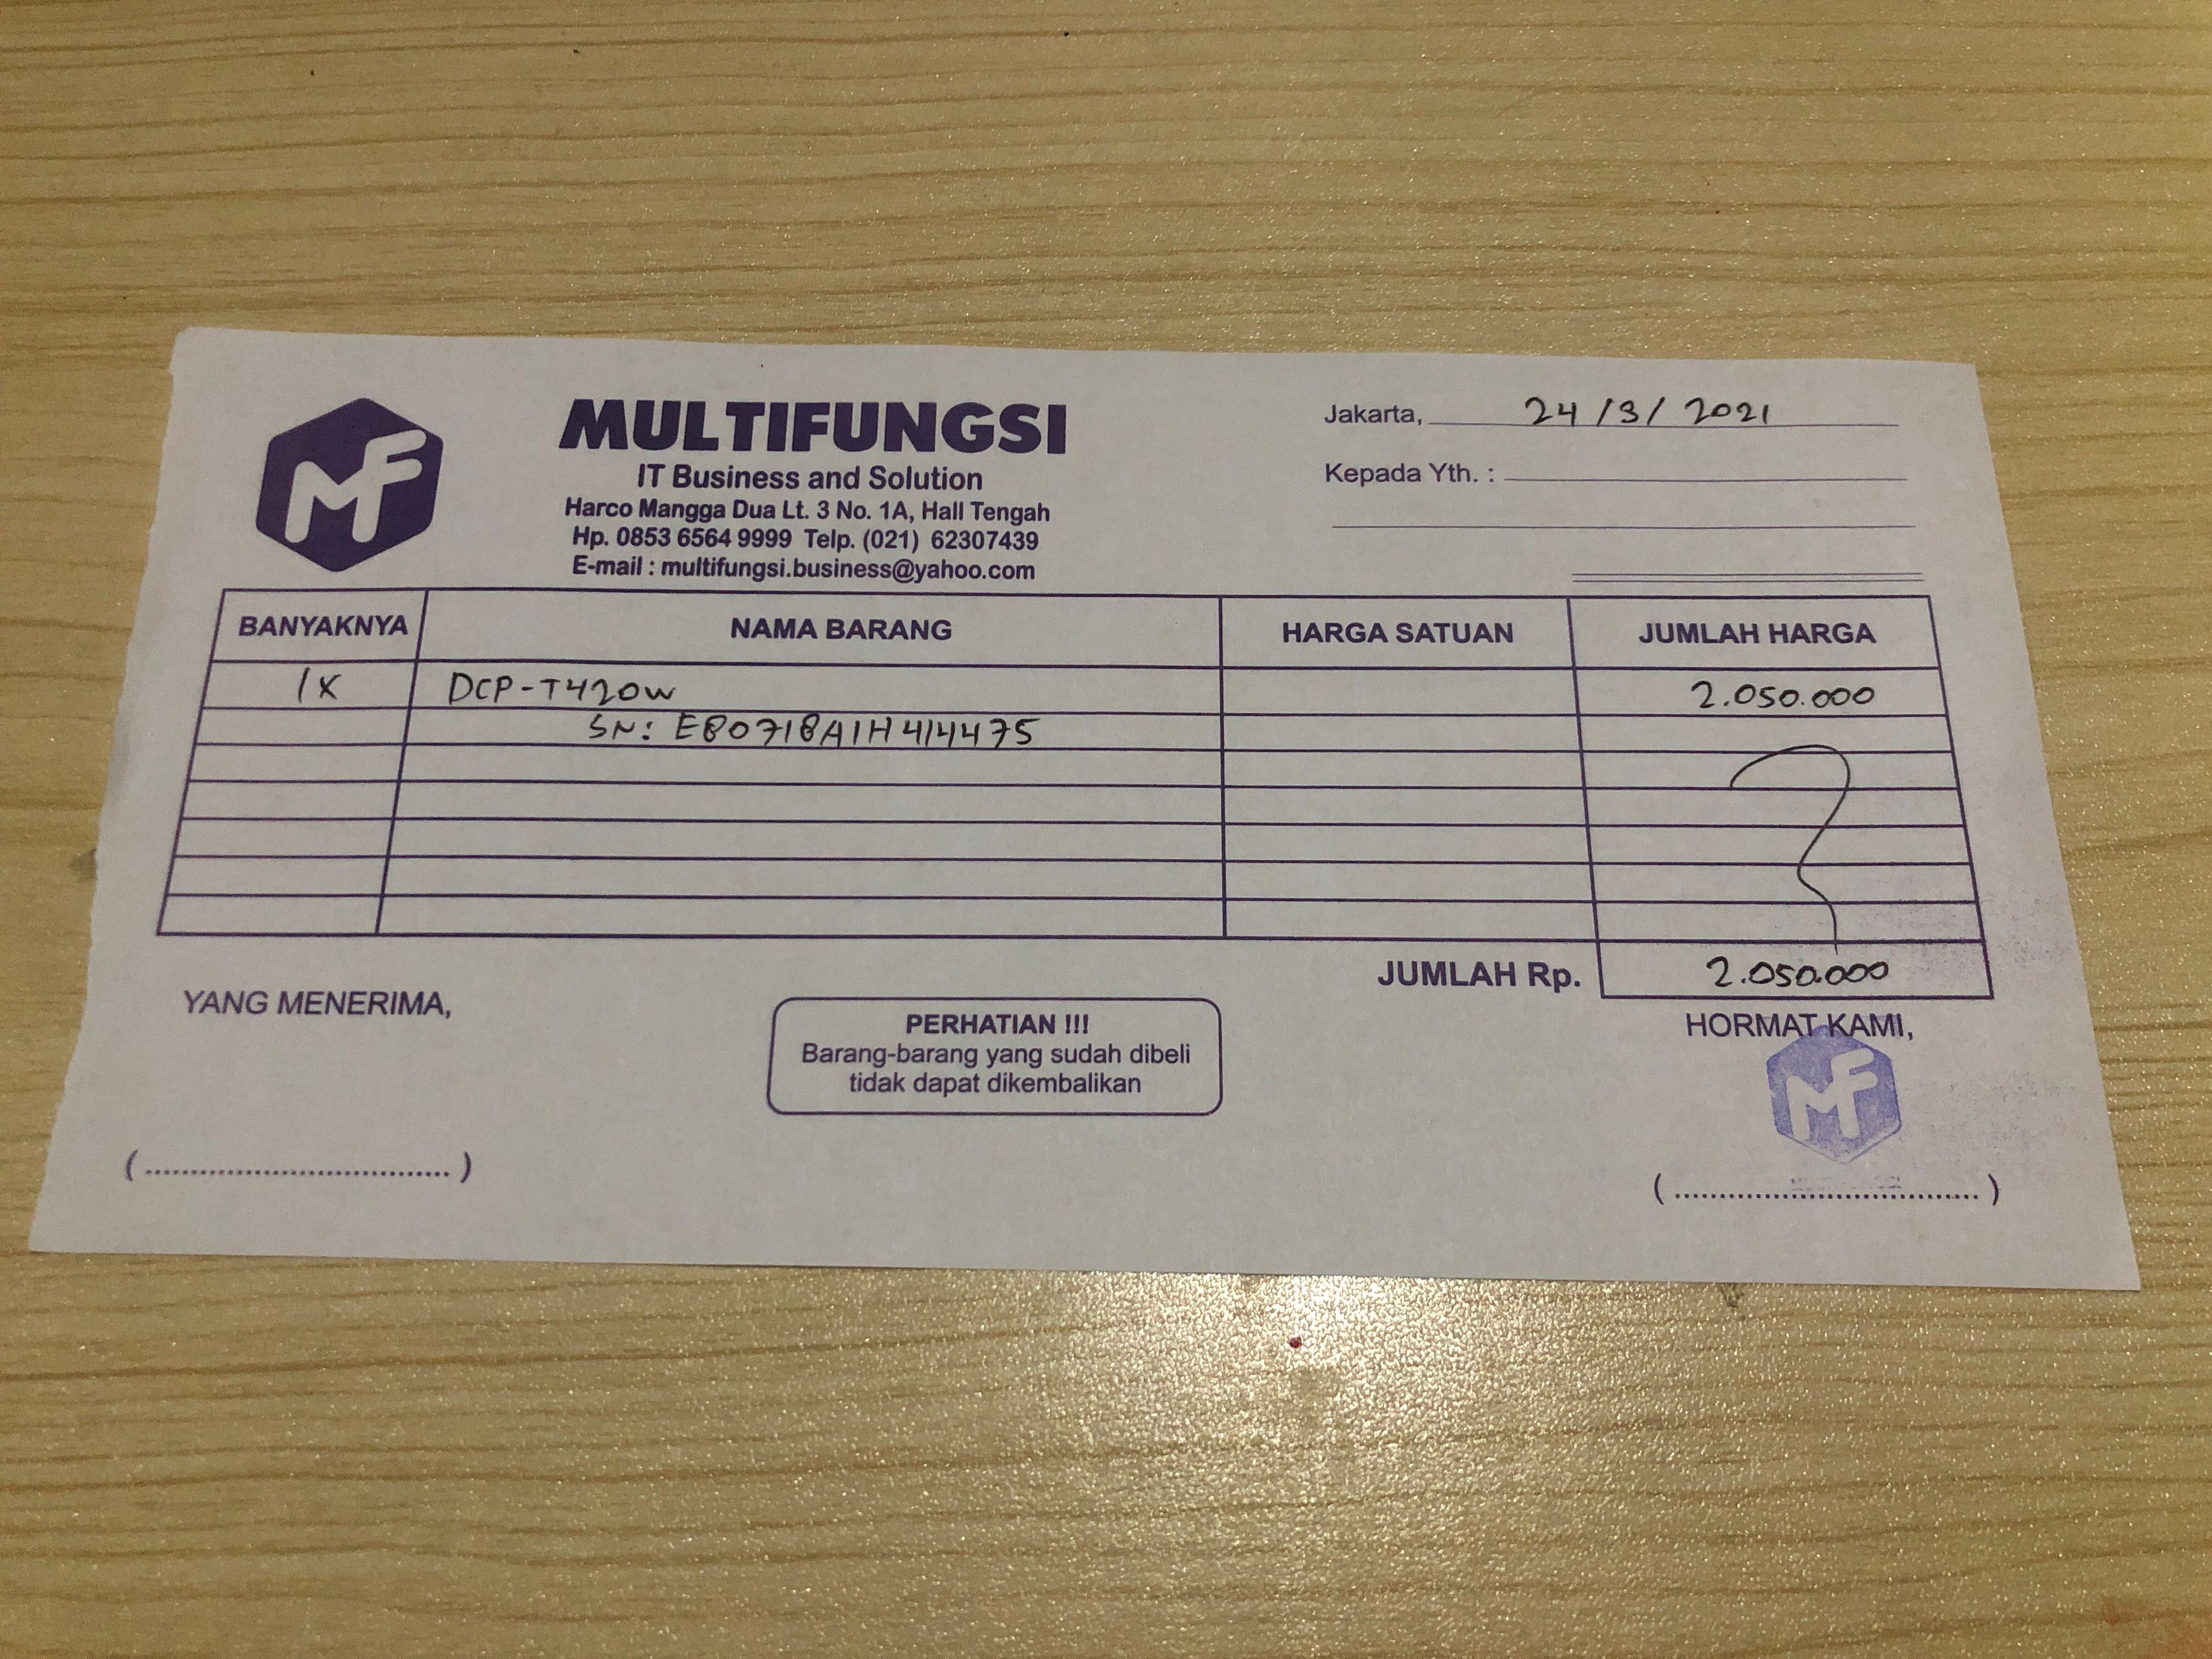 MF
MULTIFUNGSI
IT Business and Solution
Harco Mangga Dua Lt. 3 No. 1A, Hall Tengah
Hp. 0853 6564 9999 Telp. (021) 62307439
E-mail : multifungsi.business@yahoo.com
Jakarta, 24/3/2021
Kepada Yth. :
BANYAKNYA NAMA BARANG HARGA SATUAN JUMLAH HARGA
1X DCP-T420W 2.050.000
SN: E80718A1H414475
JUMLAH Rp. 2.050.000
YANG MENERIMA,
PERHATIAN !!!
Barang-barang yang sudah dibeli
tidak dapat dikembalikan
HORMAT KAMI,
MF
(..................................)
(..................................)